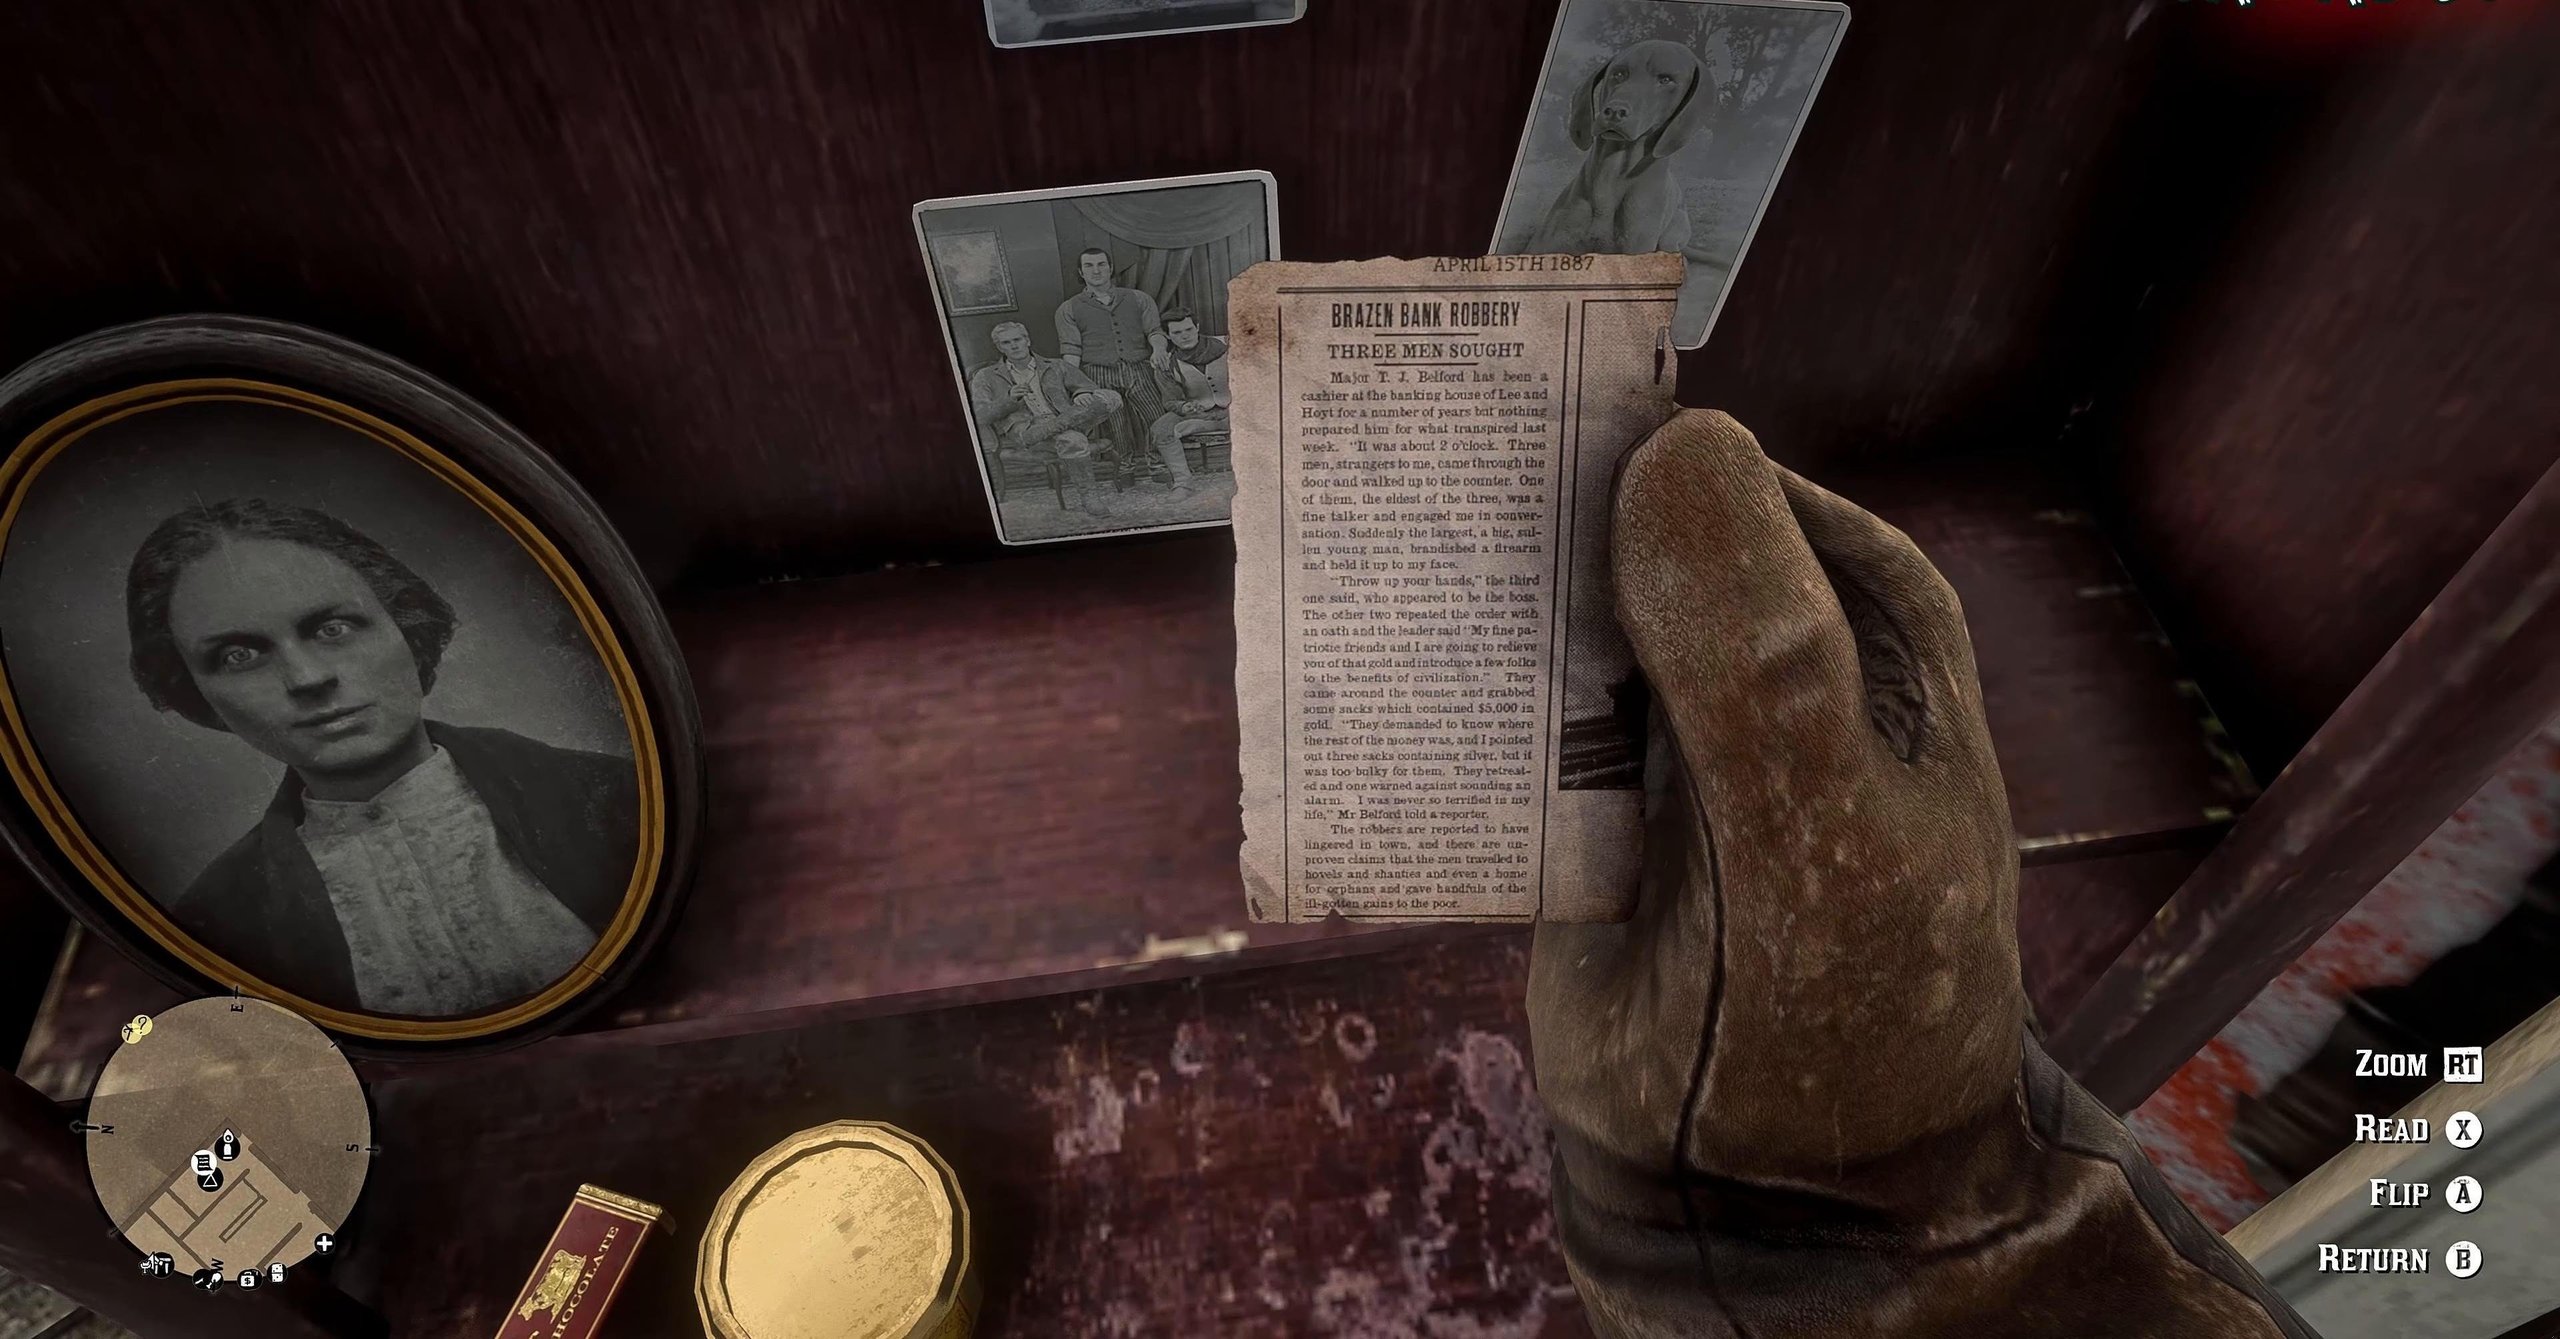 APRIL 15TH 1887
BRAZEN BANK ROBBERY
THREE MEN SOUGHT
Major T. J. Belford has been a
cashier at the banking house of Lee and
Hoyt for a number of years but nothing
prepared him for what transpired last
week. "It was about 2 o'clock. Three
men, strangers to me, came through the
door and walked up to the counter. One
of them, the eldest of the three, was a
fine talker and engaged me in conver-
sation. Suddenly the largest, a big, sul-
len young man, brandished a firearm
and held it up to my face.
"Throw up your hands," the third
one said, who appeared to be the boss.
The other two repeated the order with
an oath and the leader said "My fine pa-
triotic friends and I are going to relieve
you of that gold and introduce a few folks
to the benefits of civilization." They
came around the counter and grabbed
some sacks which contained $5,000 in
gold. "They demanded to know where
the rest of the money was, and I pointed
out three sacks containing silver, but it
was too bulky for them. They retreat-
ed and one warned against sounding an
alarm. I was never so terrified in my
life," Mr Belford told a reporter.
The robbers are reported to have
lingered in town, and there are un-
proven claims that the men travelled to
hovels and shanties and even a home
for orphans and gave handfuls of the
ill-gotten gains to the poor.
CHOCOLATE
E
N
S
W
?
$
ZOOM RT
READ X
FLIP A
RETURN B